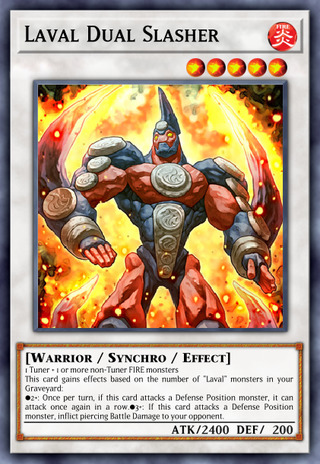 Laval Dual Slasher
FIRE
炎
[Warrior / Synchro / Effect]
1 Tuner + 1 or more non-Tuner FIRE monsters
This card gains effects based on the number of "Laval" monsters in your
Graveyard:
●2+: Once per turn, if this card attacks a Defense Position monster, it can
attack once again in a row.●3+: If this card attacks a Defense Position
monster, inflict piercing Battle Damage to your opponent.
ATK/2400 DEF/ 200